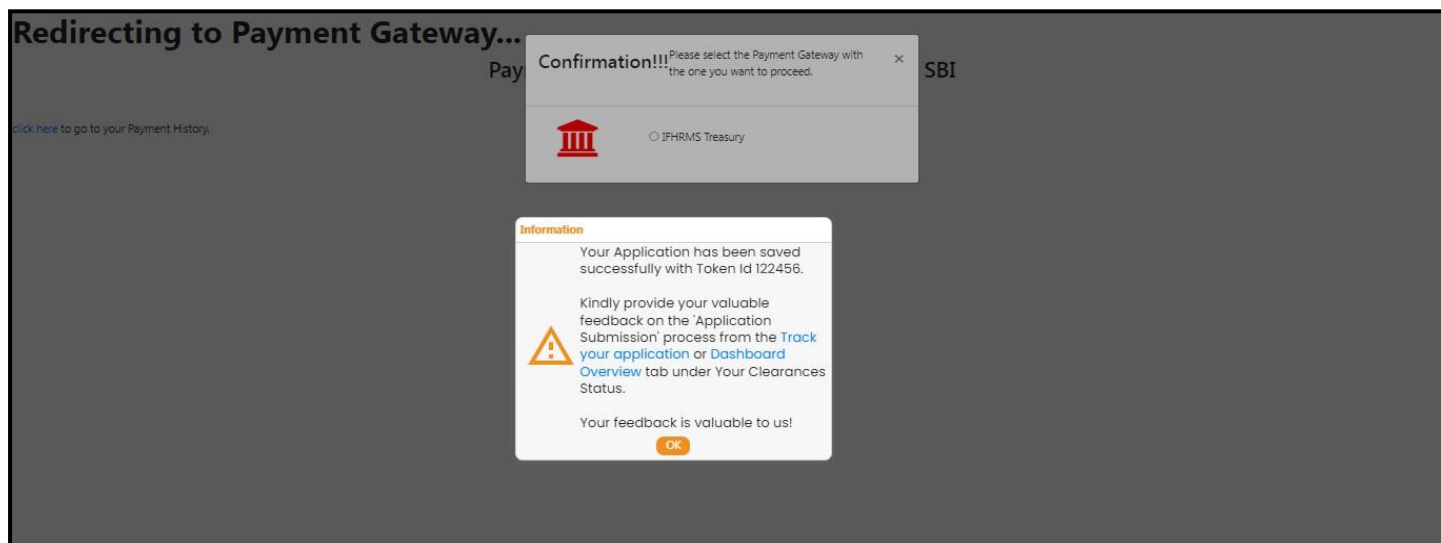 Redirecting to Payment Gateway...
Confirmation!!! Please select the Payment Gateway with
the one you want to proceed.
×
Pay
SBI
click here to go to your Payment History.
IFHRMS Treasury
Information
Your Application has been saved
successfully with Token Id 122456.
Kindly provide your valuable
feedback on the 'Application
Submission' process from the Track
your application or Dashboard
Overview tab under Your Clearances
Status.
Your feedback is valuable to us!
OK